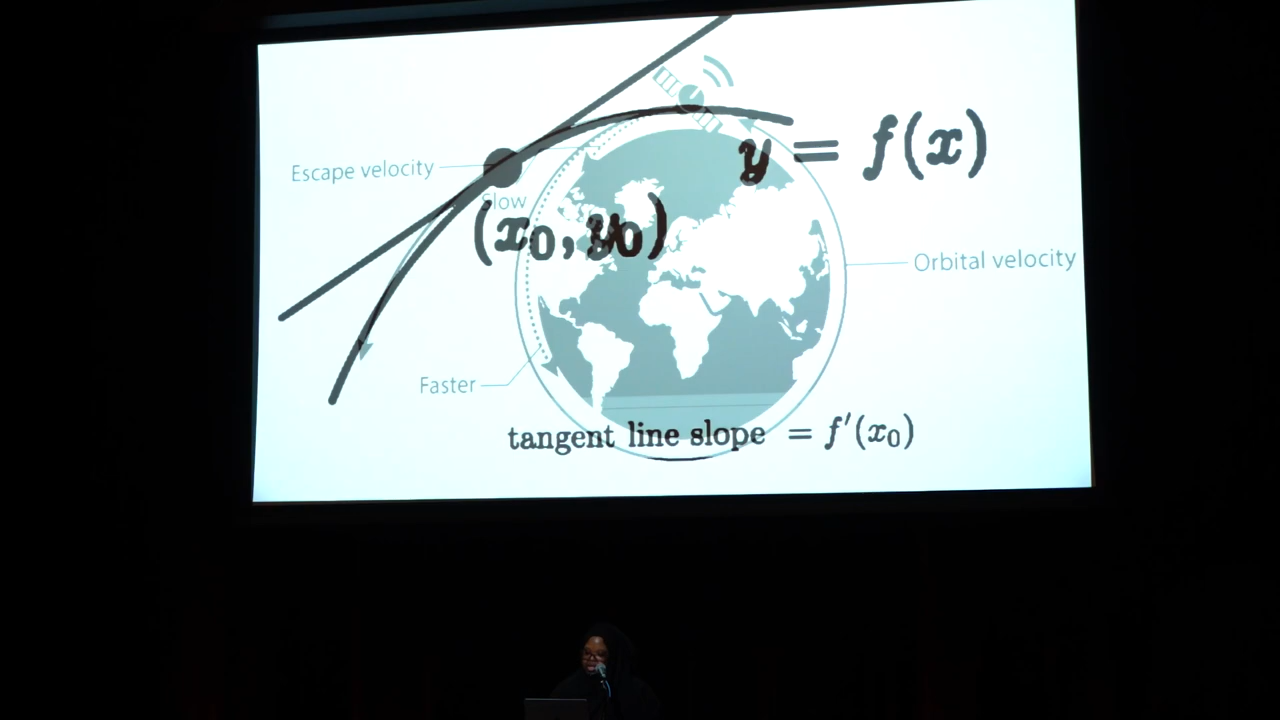 y = f(x)
Escape velocity
Slow
(x₀, y₀)
Orbital velocity
Faster
tangent line slope = f′(x₀)